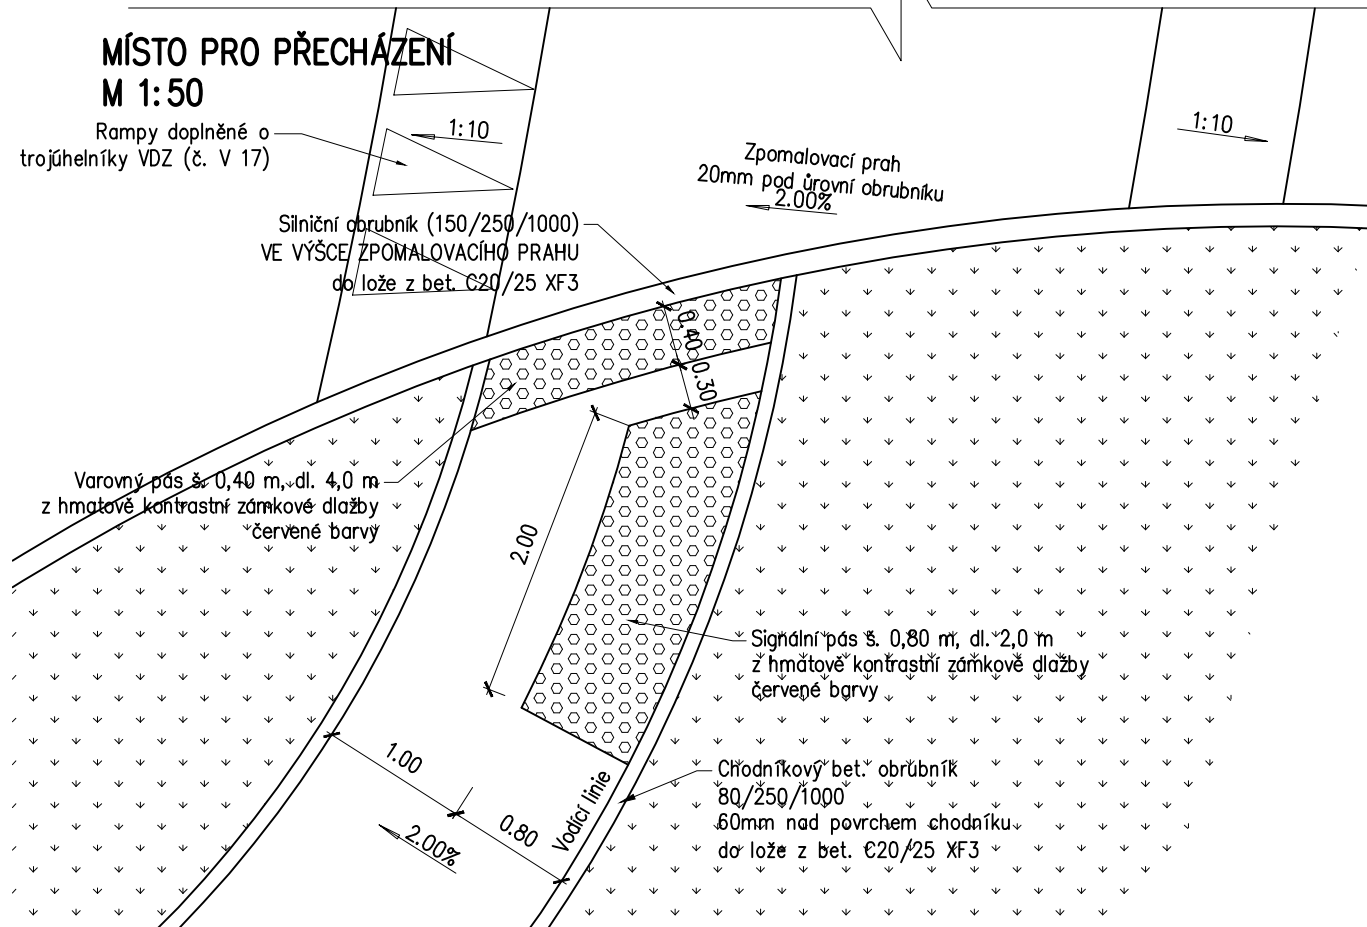 MÍSTO PRO PŘECHÁZENÍ
M 1:50
Rampy doplněné o
trojúhelníky VDZ (č. V 17)
1:10
1:10
Zpomalovací prah
20mm pod úrovní obrubníku
2.00%
Silniční obrubník (150/250/1000)
VE VÝŠCE ZPOMALOVACÍHO PRAHU
do lože z bet. C20/25 XF3
0.40
0.30
Varovný pás š. 0,40 m, dl. 4,0 m
z hmatově kontrastní zámkové dlažby
červené barvy
2.00
Signální pás š. 0,80 m, dl. 2,0 m
z hmatově kontrastní zámkové dlažby
červené barvy
1.00
0.80
Vodící linie
2.00%
Chodníkový bet. obrubník
80/250/1000
60mm nad povrchem chodníku
do lože z bet. C20/25 XF3